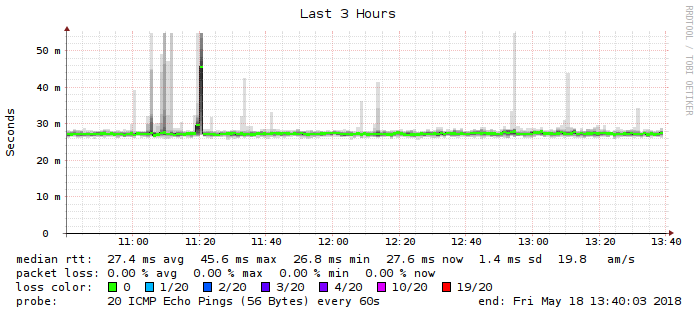 Last 3 Hours
RRDTOOL / TOBI OETIKER
Seconds
50 m
40 m
30 m
20 m
10 m
0
11:00 11:20 11:40 12:00 12:20 12:40 13:00 13:20 13:40
median rtt: 27.4 ms avg 45.6 ms max 26.8 ms min 27.6 ms now 1.4 ms sd 19.8 am/s
packet loss: 0.00 % avg 0.00 % max 0.00 % min 0.00 % now
loss color: 0 1/20 2/20 3/20 4/20 10/20 19/20
probe: 20 ICMP Echo Pings (56 Bytes) every 60s end: Fri May 18 13:40:03 2018